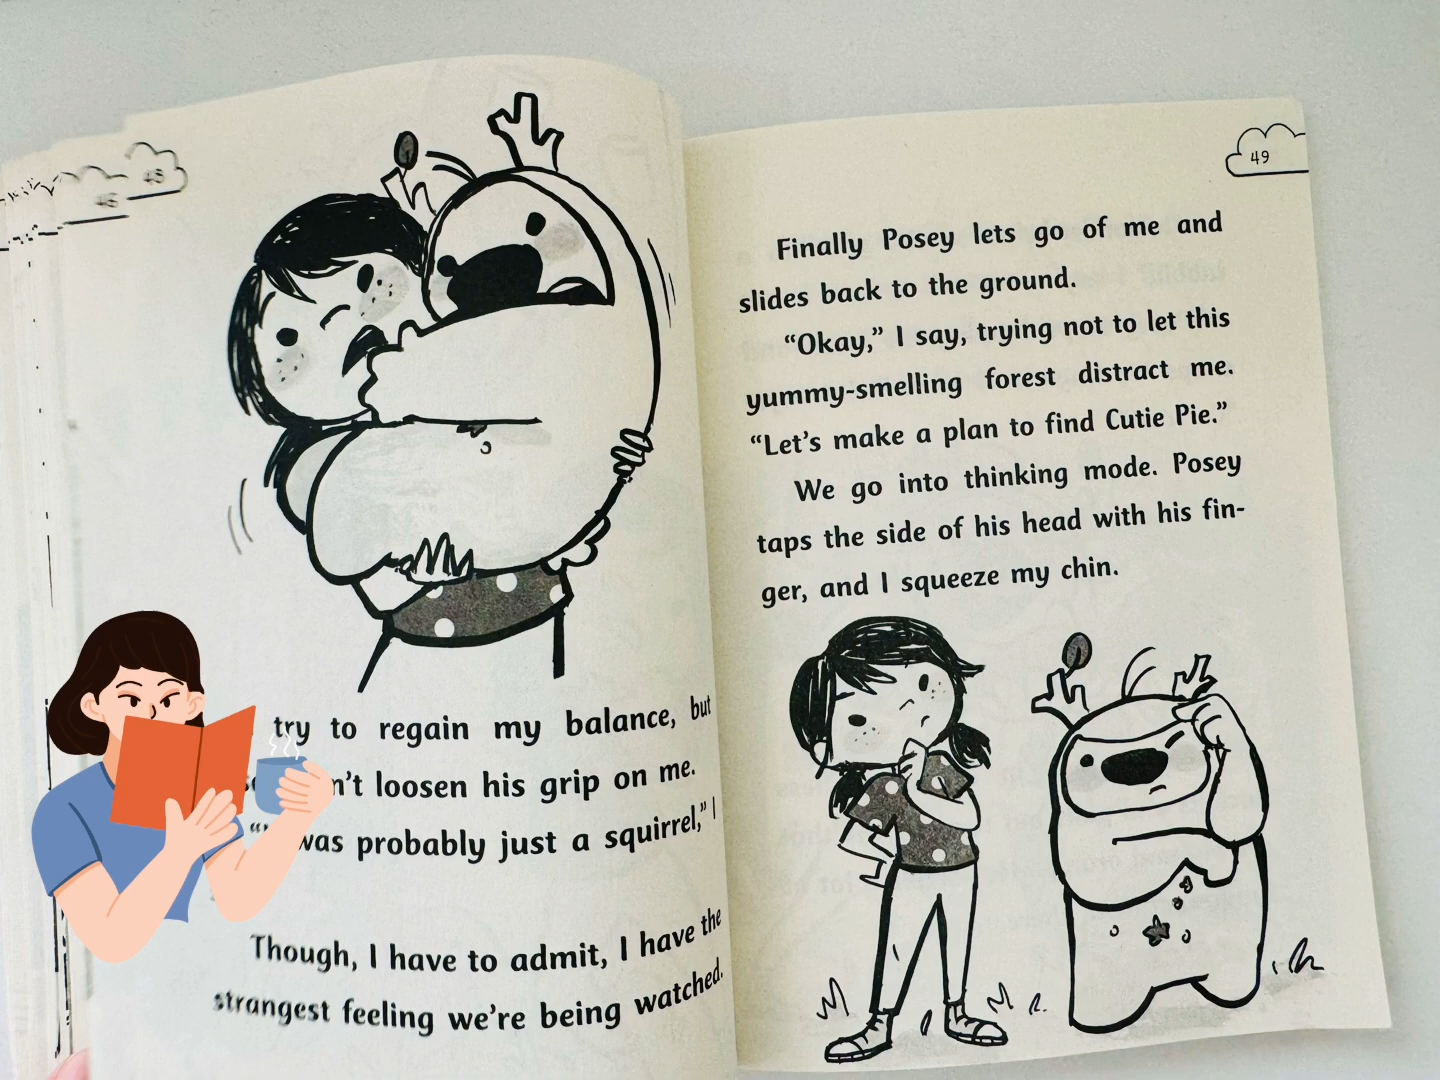 46
48
try to regain my balance, but
n't loosen his grip on me.
was probably just a squirrel," I
Though, I have to admit, I have the
strangest feeling we're being watched.
49
Finally Posey lets go of me and
slides back to the ground.
"Okay," I say, trying not to let this
yummy-smelling forest distract me.
"Let's make a plan to find Cutie Pie."
We go into thinking mode. Posey
taps the side of his head with his fin-
ger, and I squeeze my chin.